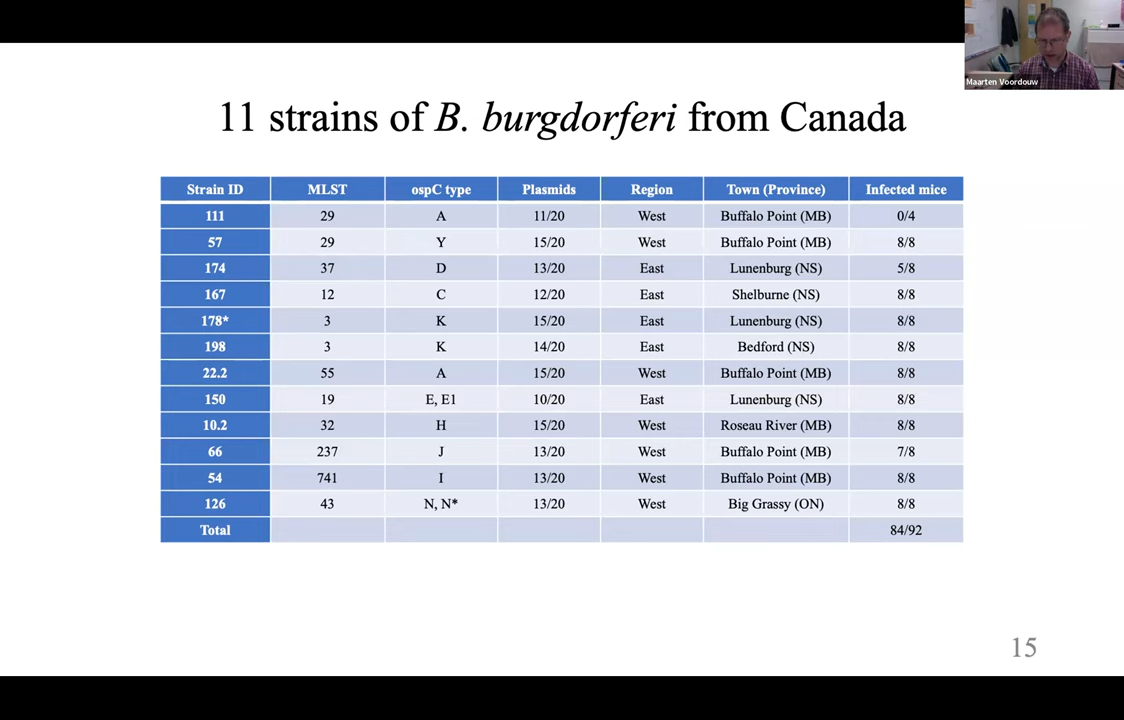 Maarten Voordouw
11 strains of B. burgdorferi from Canada
Strain ID MLST ospC type Plasmids Region Town (Province) Infected mice
111 29 A 11/20 West Buffalo Point (MB) 0/4
57 29 Y 15/20 West Buffalo Point (MB) 8/8
174 37 D 13/20 East Lunenburg (NS) 5/8
167 12 C 12/20 East Shelburne (NS) 8/8
178* 3 K 15/20 East Lunenburg (NS) 8/8
198 3 K 14/20 East Bedford (NS) 8/8
22.2 55 A 15/20 West Buffalo Point (MB) 8/8
150 19 E, E1 10/20 East Lunenburg (NS) 8/8
10.2 32 H 15/20 West Roseau River (MB) 8/8
66 237 J 13/20 West Buffalo Point (MB) 7/8
54 741 I 13/20 West Buffalo Point (MB) 8/8
126 43 N, N* 13/20 West Big Grassy (ON) 8/8
Total 84/92
15